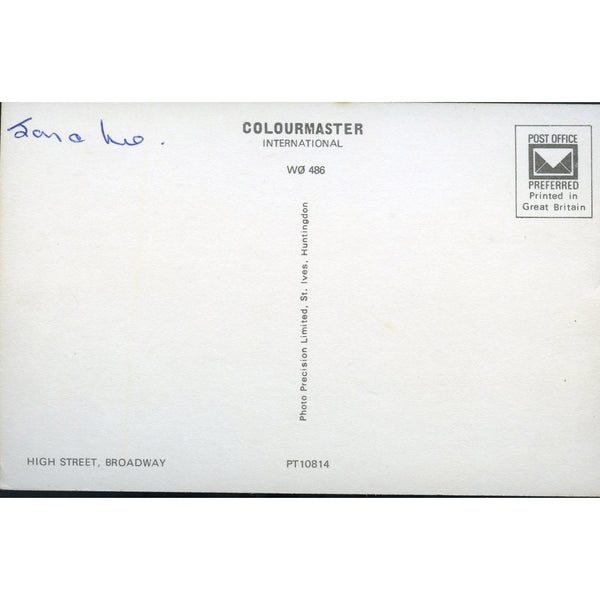 COLOURMASTER
INTERNATIONAL
WØ 486
POST OFFICE
PREFERRED
Printed in
Great Britain
Photo Precision Limited, St. Ives, Huntingdon
HIGH STREET, BROADWAY
PT10814